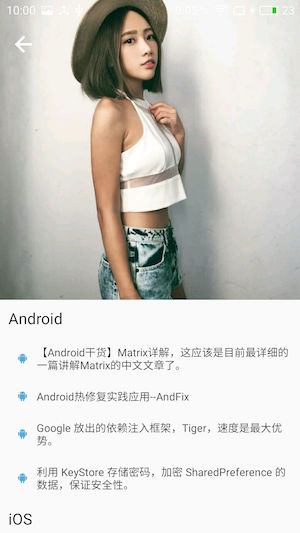 10:00
0.05
23
Android
【Android干货】Matrix详解，这应该是目前最详细的
一篇讲解Matrix的中文文章了。
Android热修复实践应用--AndFix
Google 放出的依赖注入框架，Tiger，速度是最大优
势。
利用 KeyStore 存储密码，加密 SharedPreference 的
数据，保证安全性。
iOS